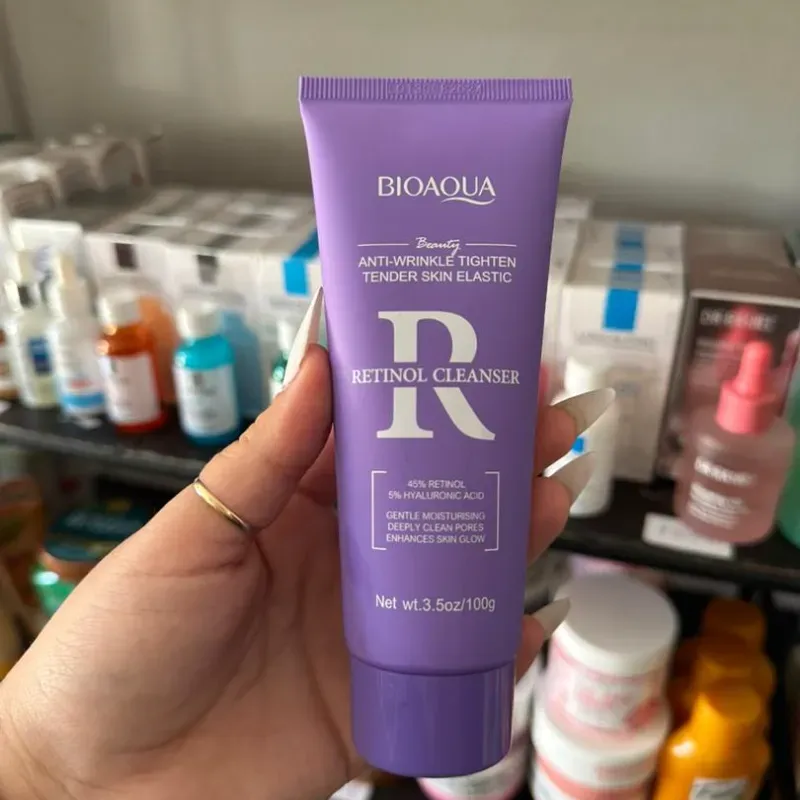 BIOAQUA
Beauty
ANTI-WRINKLE TIGHTEN
TENDER SKIN ELASTIC
R
RETINOL CLEANSER
45% RETINOL
5% HYALURONIC ACID
GENTLE MOISTURISING
DEEPLY CLEAN PORES
ENHANCES SKIN GLOW
Net wt.3.5oz/100g